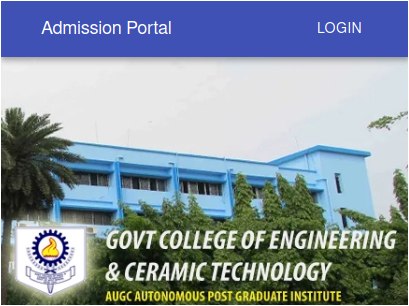 Admission Portal
LOGIN
GOVT COLLEGE OF ENGINEERING
& CERAMIC TECHNOLOGY
AUGC AUTONOMOUS POST GRADUATE INSTITUTE